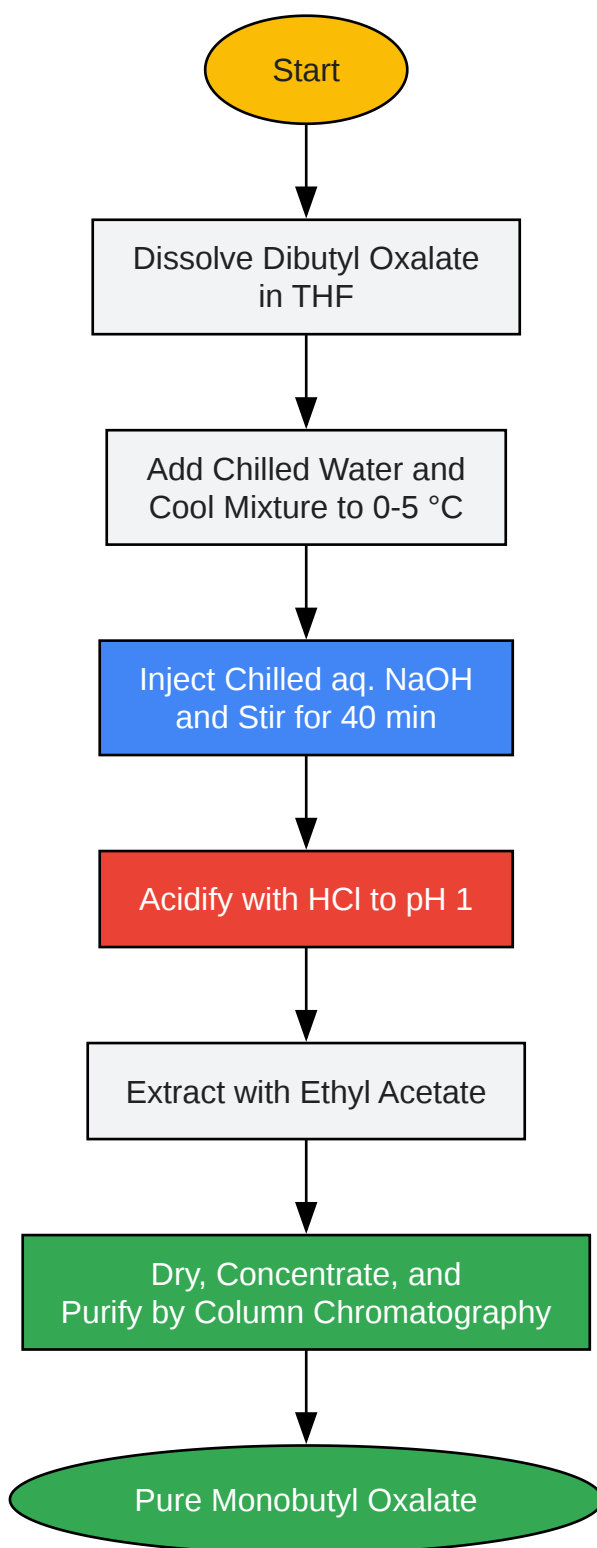 Start
Dissolve Dibutyl Oxalate
in THF
Add Chilled Water and
Cool Mixture to 0-5 °C
Inject Chilled aq. NaOH
and Stir for 40 min
Acidify with HCl to pH 1
Extract with Ethyl Acetate
Dry, Concentrate, and
Purify by Column Chromatography
Pure Monobutyl Oxalate